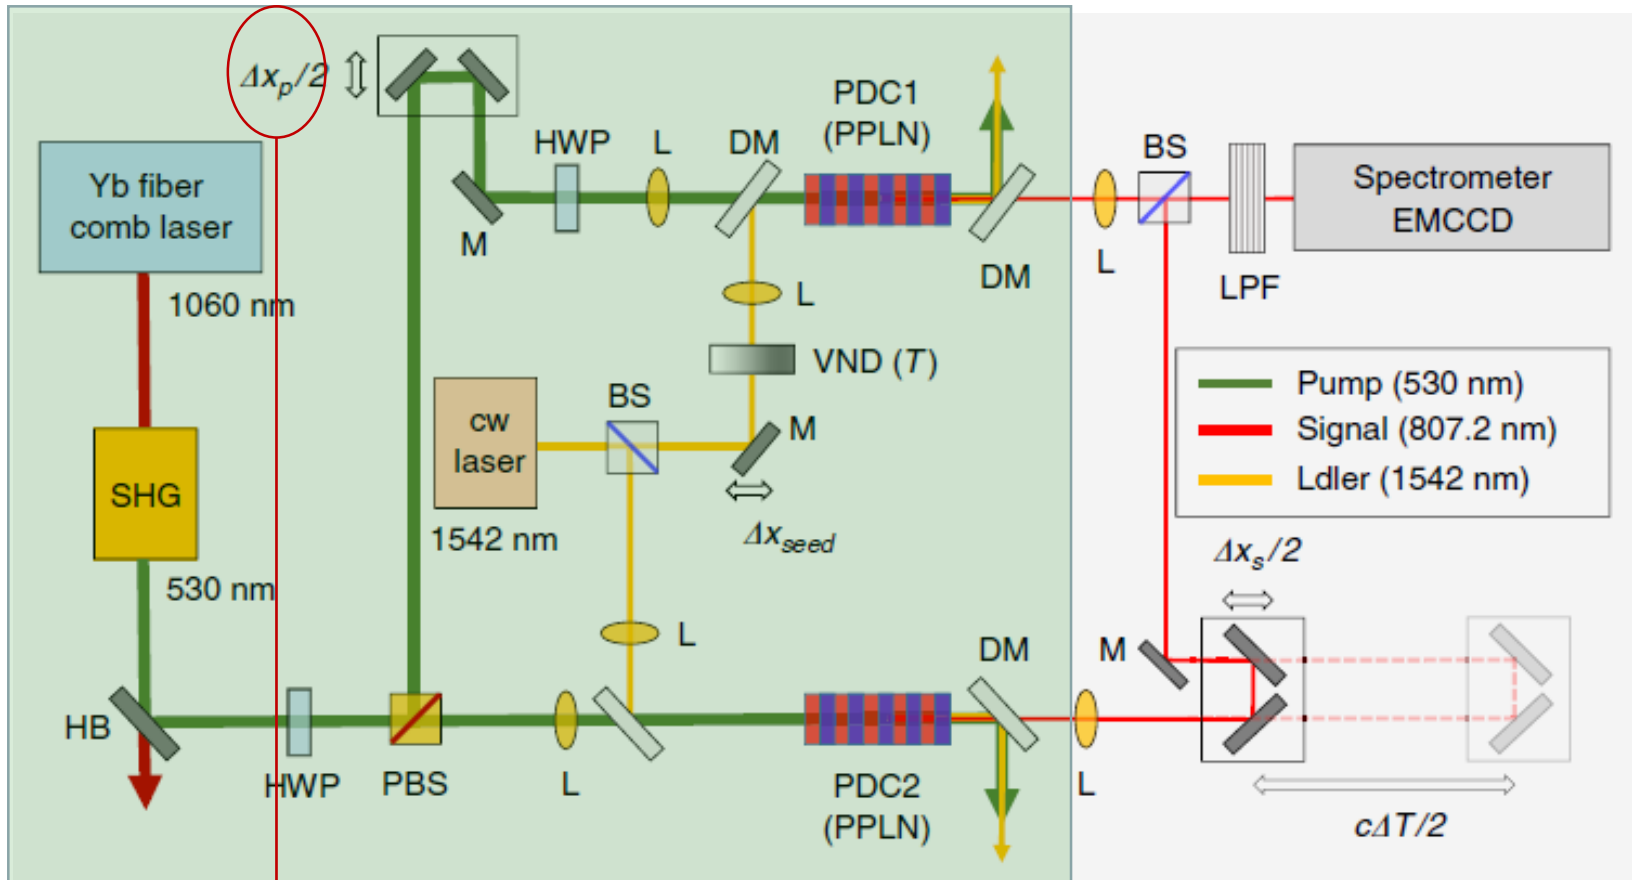 Δx_p/2
Yb fiber
comb laser
1060 nm
SHG
530 nm
HB
HWP
PBS
L
M
HWP
L
DM
PDC1
(PPLN)
DM
L
VND (T)
M
Δx_seed
BS
cw
laser
1542 nm
L
PDC2
(PPLN)
DM
L
BS
L
LPF
Spectrometer
EMCCD
Pump (530 nm)
Signal (807.2 nm)
Ldler (1542 nm)
Δx_s/2
M
cΔT/2